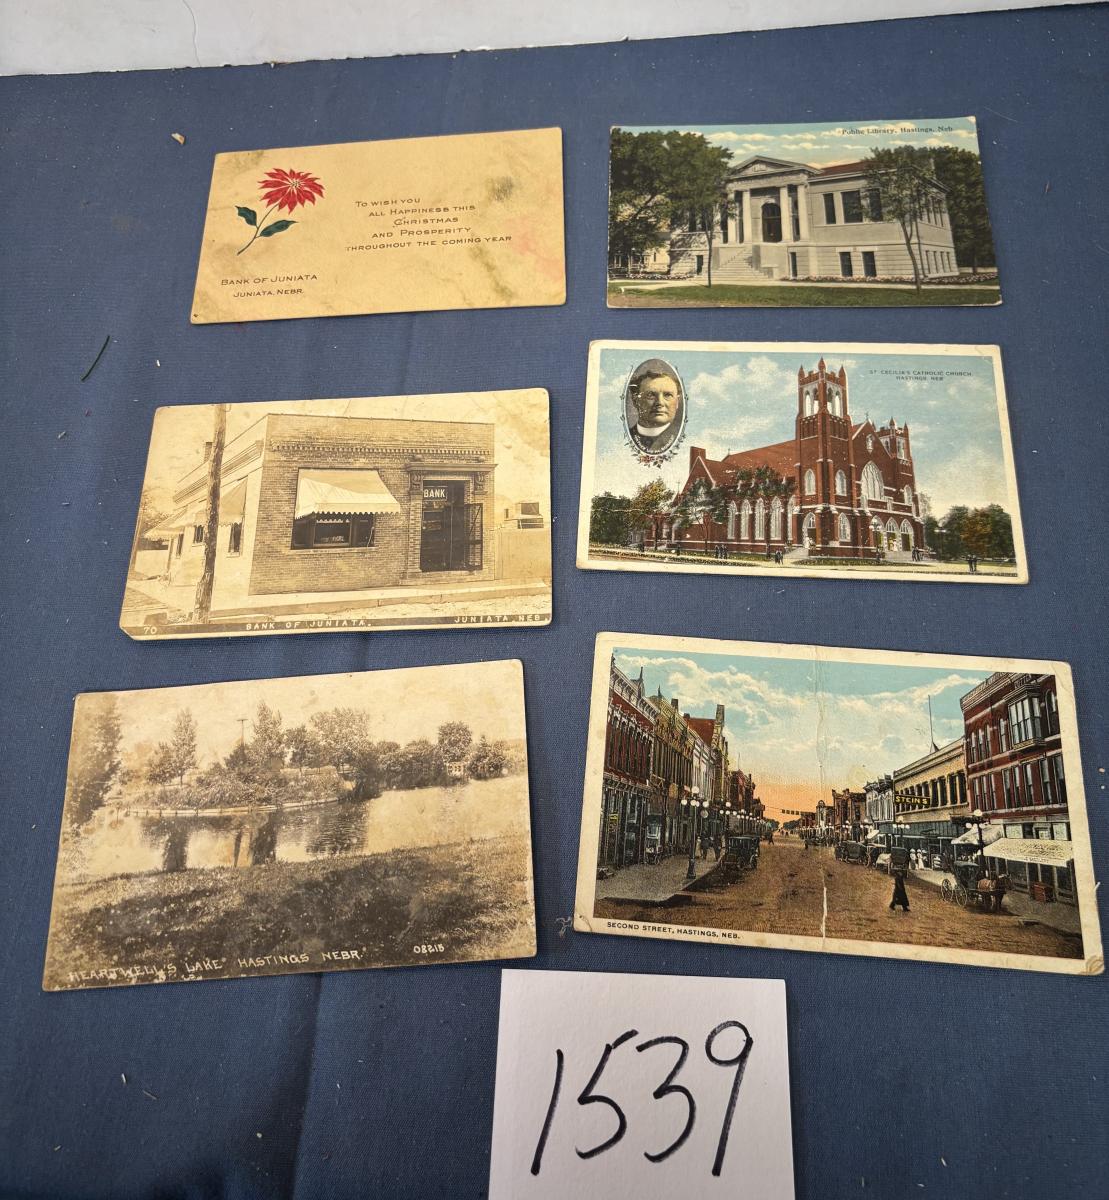 TO WISH YOU
ALL HAPPINESS THIS
CHRISTMAS
AND PROSPERITY
THROUGHOUT THE COMING YEAR
BANK OF JUNIATA
JUNIATA, NEBR.
Public Library, Hastings, Neb.
BANK
70 BANK OF JUNIATA. JUNIATA, NEB.
ST CECILIA'S CATHOLIC CHURCH,
HASTINGS, NEB
"HEARTWELL'S LAKE" HASTINGS NEBR. 0821B
STEINS
SECOND STREET, HASTINGS, NEB.
1539